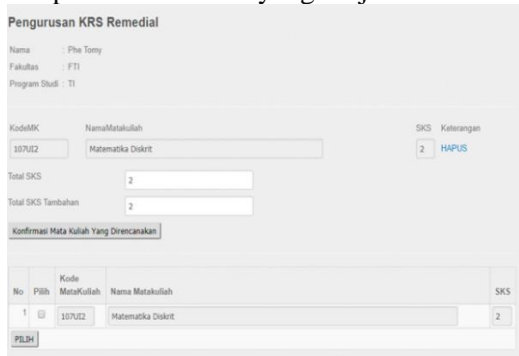 Pengurusan KRS Remedial
Nama : Phe Tomy
Fakultas : FTI
Program Studi : TI
KodeMK NamaMatakuliah SKS Keterangan
107UI2 Matematika Diskrit 2 HAPUS
Total SKS 2
Total SKS Tambahan 2
Konfirmasi Mata Kuliah Yang Direncanakan
No Pilih Kode MataKuliah Nama Matakuliah SKS
1 107UI2 Matematika Diskrit 2
PILIH